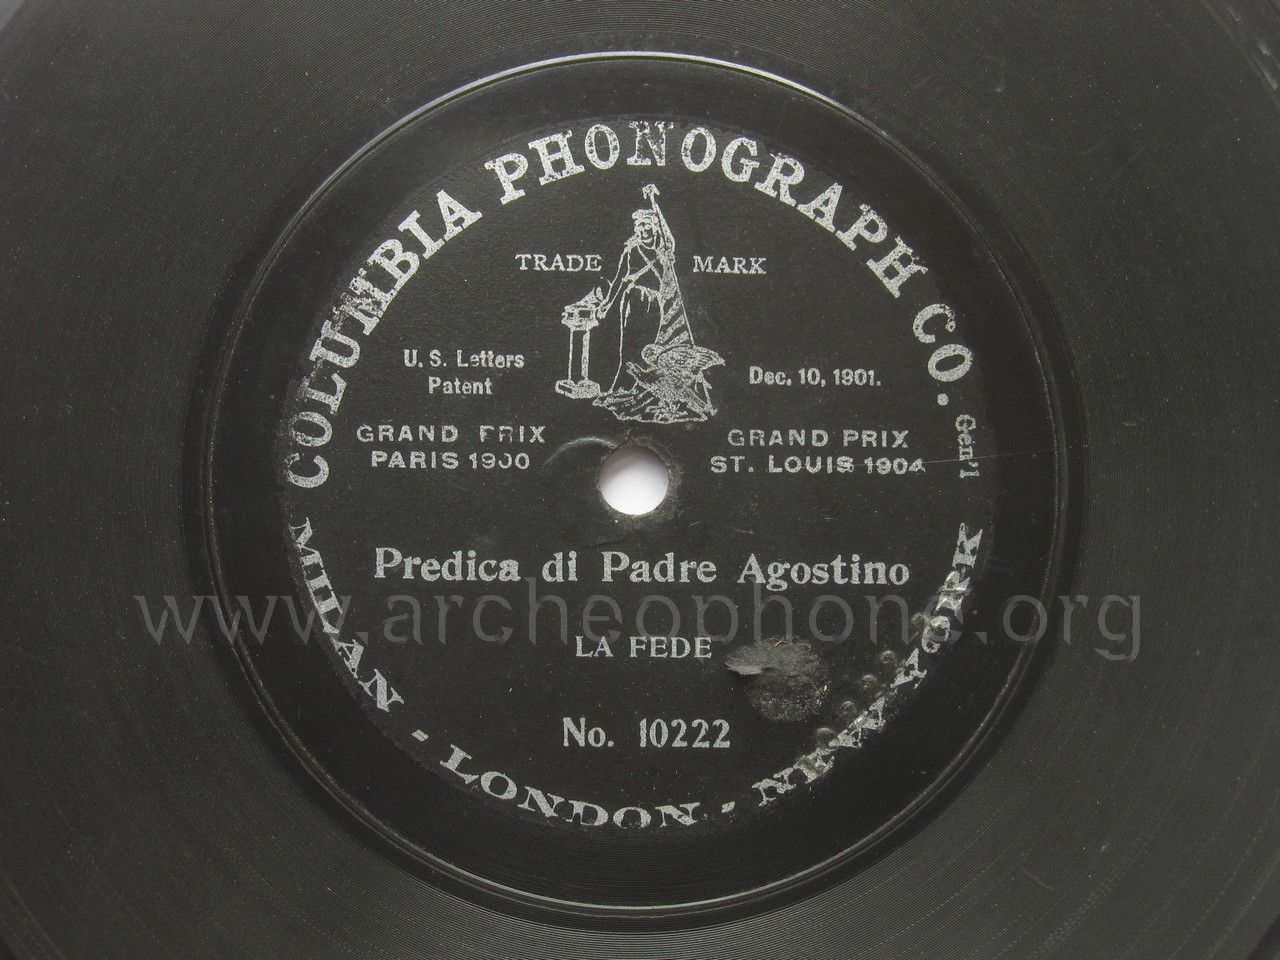 COLUMBIA PHONOGRAPH CO. Gen'l
TRADE MARK
U. S. Letters
Patent
Dec. 10, 1901.
GRAND PRIX
PARIS 1900
GRAND PRIX
ST. LOUIS 1904
Predica di Padre Agostino
www.archeophone.org
LA FEDE
No. 10222
MILAN - LONDON - NEW YORK